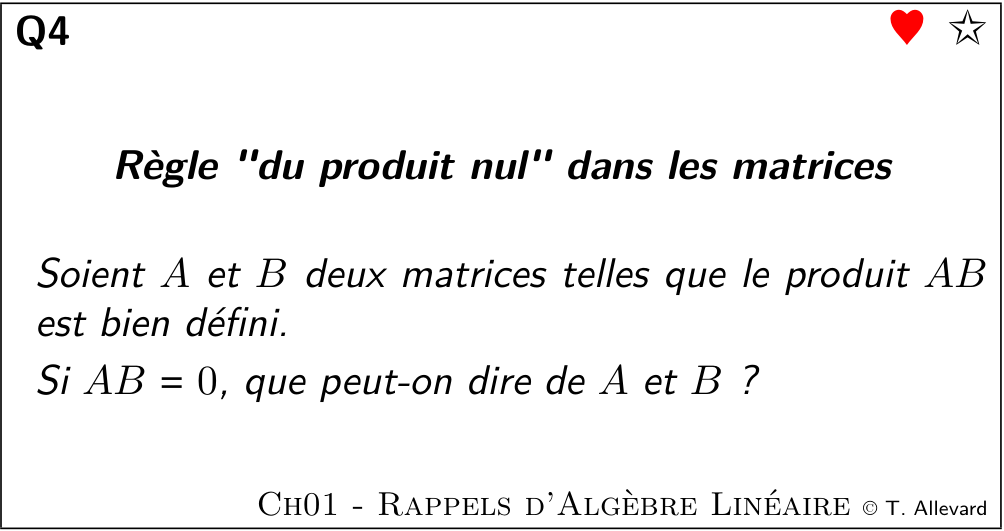 Q4
Règle "du produit nul" dans les matrices
Soient A et B deux matrices telles que le produit AB
est bien défini.
Si AB = 0, que peut-on dire de A et B ?
Ch01 - Rappels d'Algèbre Linéaire © T. Allevard